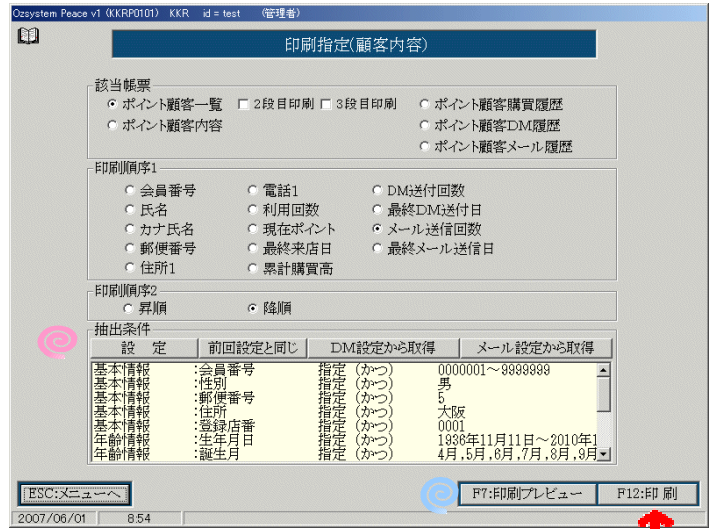 Ozsystem Peace v1 (KKRP0101) KKR id = test (管理者)
印刷指定(顧客内容)
該当帳票
ポイント顧客一覧 2段目印刷 3段目印刷 ポイント顧客購買履歴
ポイント顧客内容 ポイント顧客DM履歴
ポイント顧客メール履歴
印刷順序1
会員番号 電話1 DM送付回数
氏名 利用回数 最終DM送付日
カナ氏名 現在ポイント メール送信回数
郵便番号 最終来店日 最終メール送信日
住所1 累計購買高
印刷順序2
昇順 降順
抽出条件
設 定 前回設定と同じ DM設定から取得 メール設定から取得
基本情報 :会員番号 指定 (かつ) 0000001～9999999
基本情報 :性別 指定 (かつ) 男
基本情報 :郵便番号 指定 (かつ) 5
基本情報 :住所 指定 (かつ) 大阪
基本情報 :登録店番 指定 (かつ) 0001
年齢情報 :生年月日 指定 (かつ) 1936年11月11日～2010年1
年齢情報 :誕生月 指定 (かつ) 4月,5月,6月,7月,8月,9月
ESC:メニューへ F7:印刷プレビュー F12:印 刷
2007/06/01 8:54